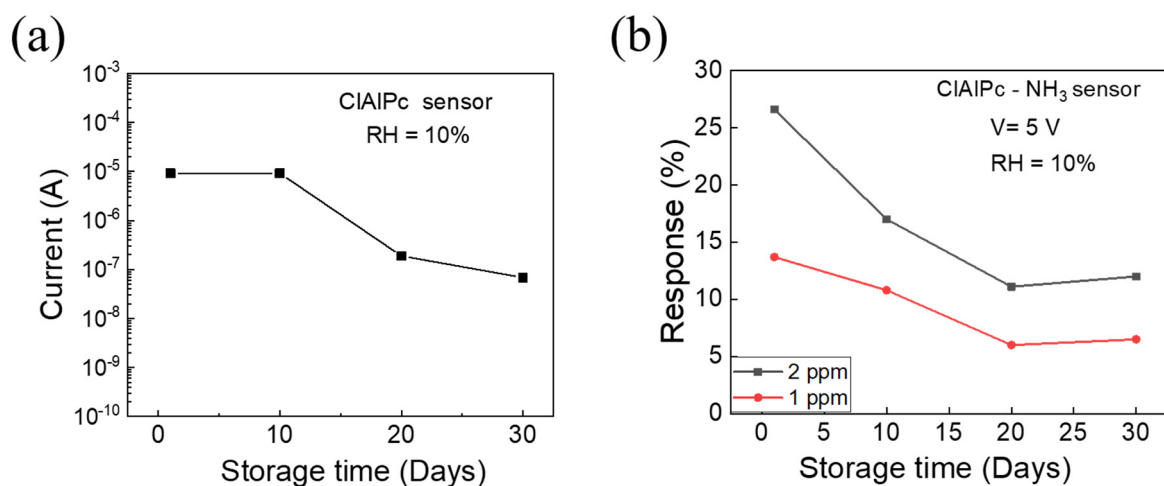 (a)
10⁻³
10⁻⁴
10⁻⁵
10⁻⁶
10⁻⁷
10⁻⁸
10⁻⁹
10⁻¹⁰
Current (A)
ClAlPc sensor
RH = 10%
0 10 20 30
Storage time (Days)
(b)
30
25
20
15
10
5
0
Response (%)
ClAlPc - NH₃ sensor
V= 5 V
RH = 10%
2 ppm
1 ppm
0 5 10 15 20 25 30
Storage time (Days)